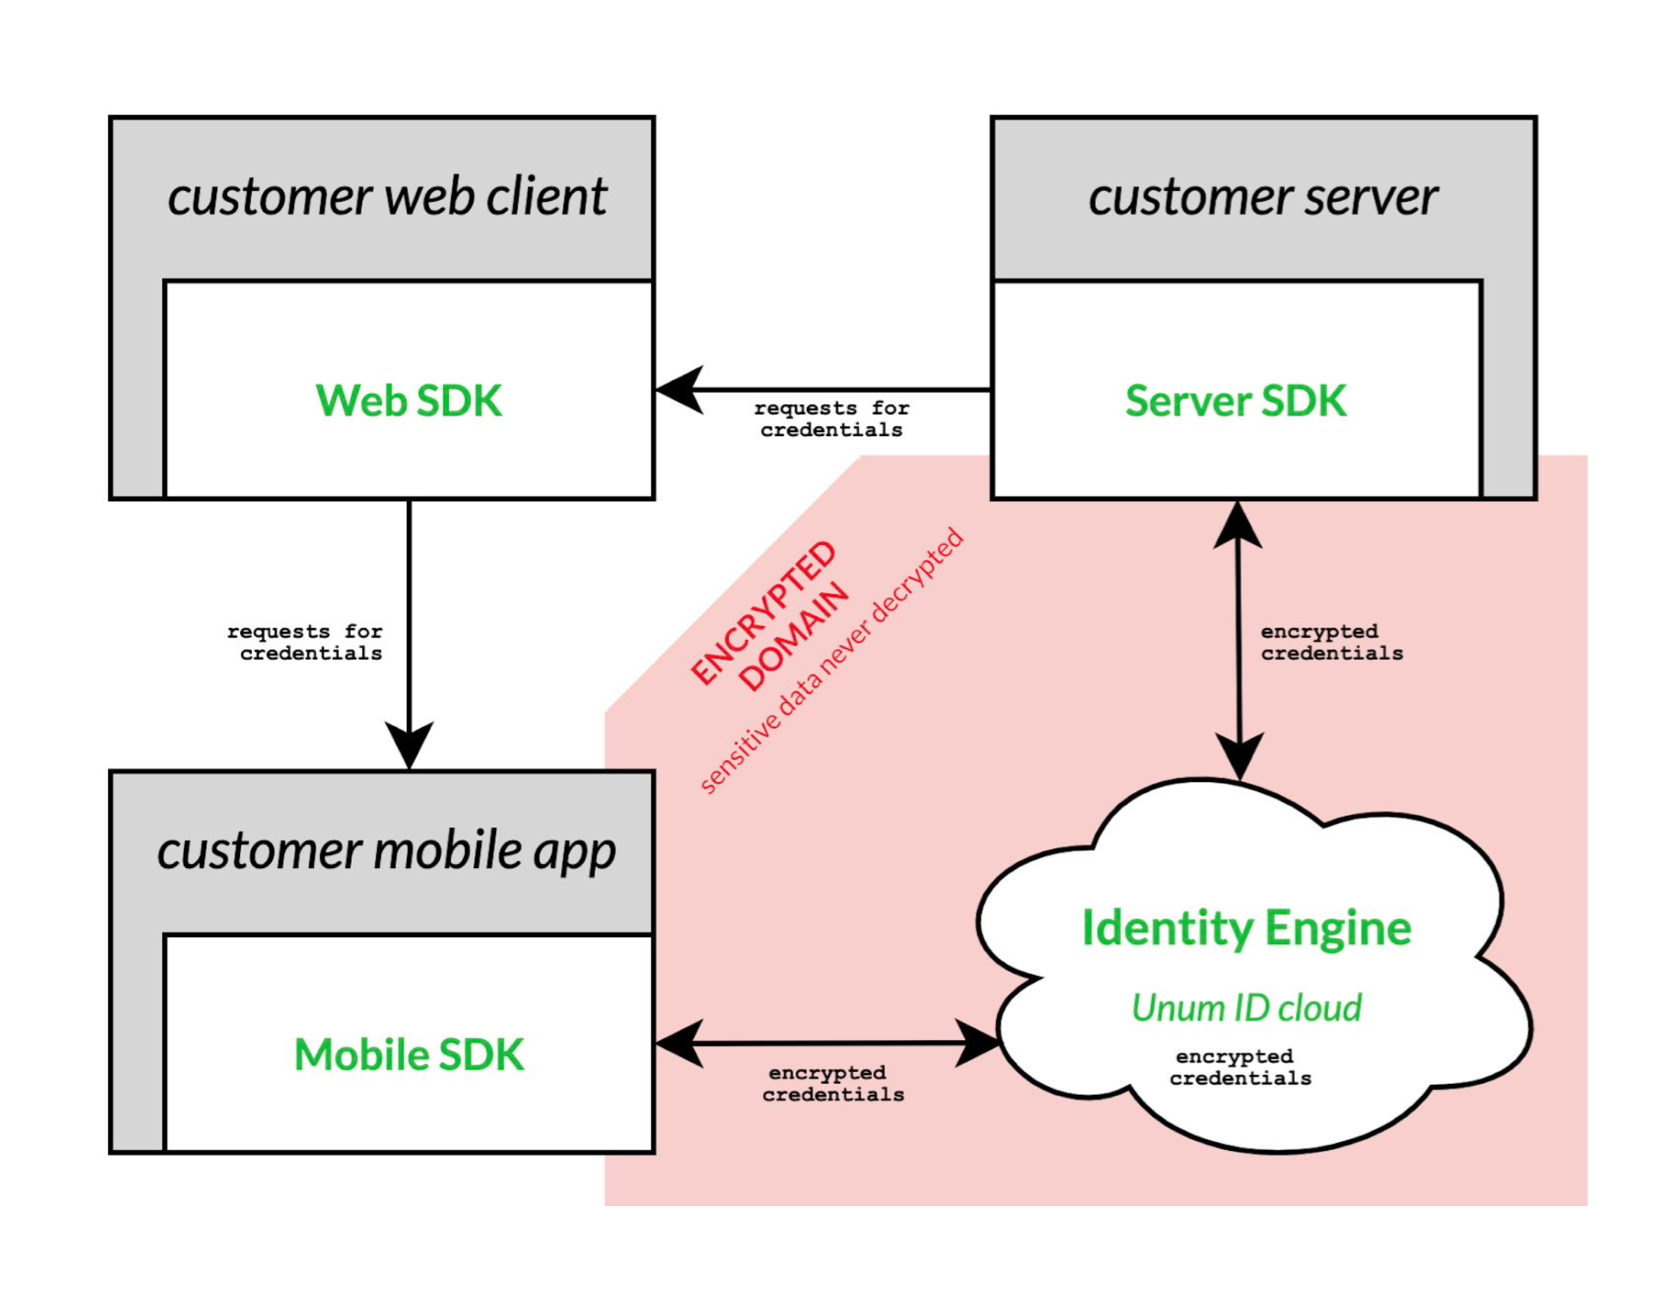 customer web client
customer server
Web SDK
Server SDK
requests for
credentials
ENCRYPTED
DOMAIN
sensitive data never decrypted
requests for
credentials
encrypted
credentials
customer mobile app
Mobile SDK
Identity Engine
Unum ID cloud
encrypted
credentials
encrypted
credentials